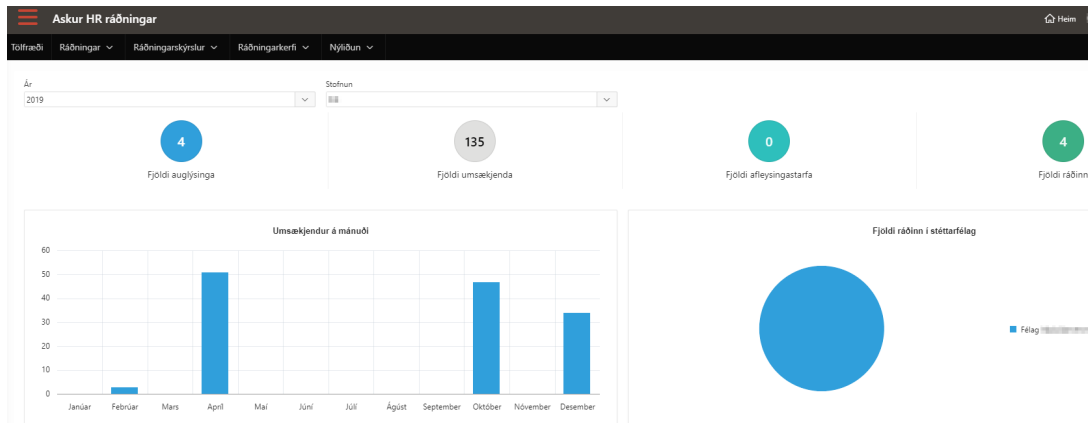 Askur HR ráðningar
Heim
Tölfræði Ráðningar Ráðningarskýrslur Ráðningarkerfi Nýliðun
Ár Stofnun
2019
4 135 0 4
Fjöldi auglýsinga Fjöldi umsækjenda Fjöldi afleysingastarfa Fjöldi ráðinn
Umsækjendur á mánuði
60
50
40
30
20
10
0
Janúar Febrúar Mars Apríl Maí Júní Júlí Ágúst September Október Nóvember Desember
Fjöldi ráðinn í stéttarfélag
Félag